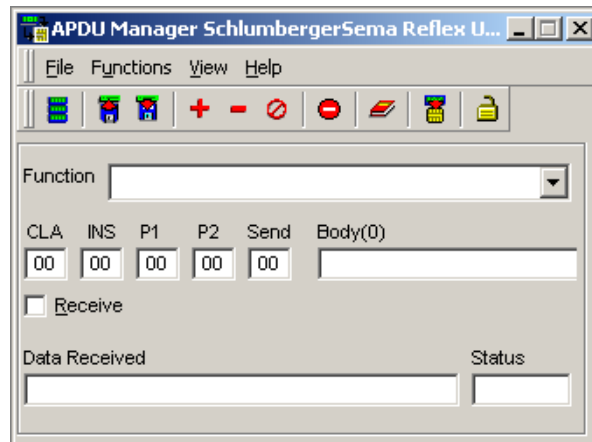 APDU Manager SchlumbergerSema Reflex U...
File Functions View Help
Function
CLA INS P1 P2 Send Body(0)
00 00 00 00 00
Receive
Data Received Status